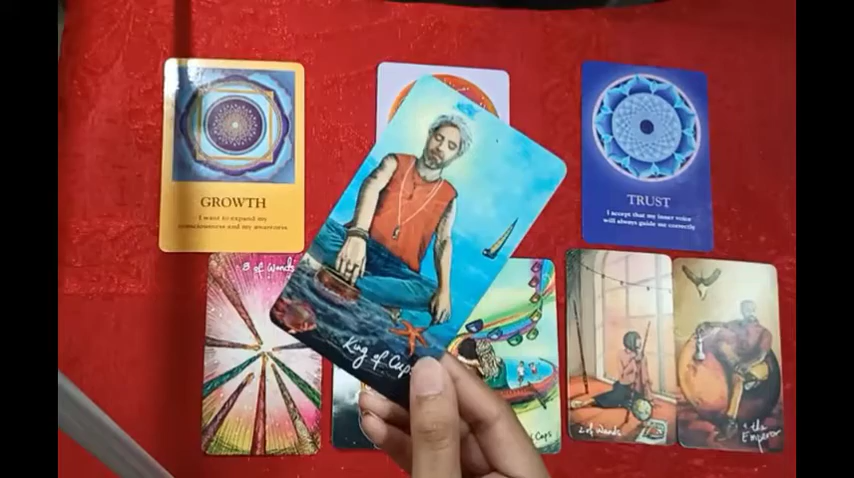 GROWTH
I want to expand my
consciousness and my awareness
TRUST
I accept that my inner voice
will always guide me correctly
8 of Wands
King of Cups
Cups
2 of Wands
the
Emperor